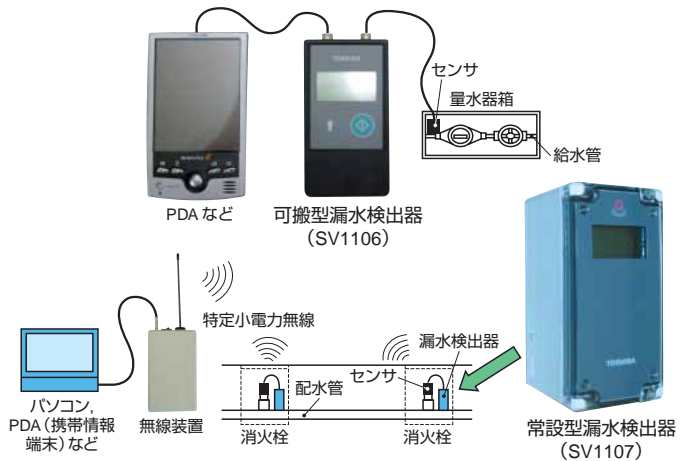 TOSHIBA
センサ
量水器箱
給水管
PDA など
可搬型漏水検出器
（SV1106）
特定小電力無線
漏水検出器
センサ
配水管
TOSHIBA
パソコン,
PDA（携帯情報
端末）など
無線装置
消火栓
消火栓
常設型漏水検出器
（SV1107）